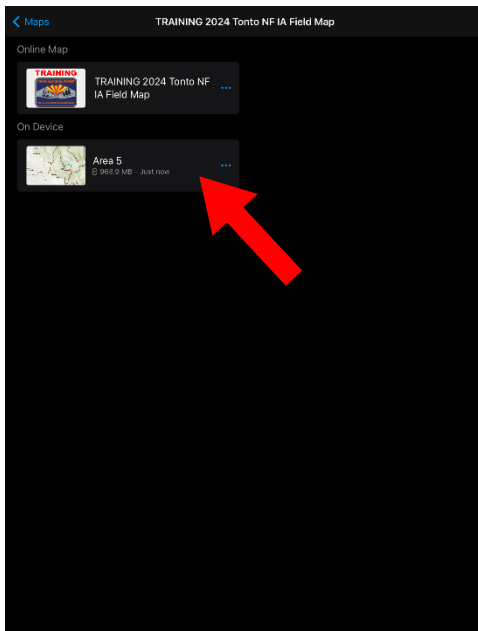 Maps
TRAINING 2024 Tonto NF IA Field Map
Online Map
TRAINING
TRAINING 2024 Tonto NF
IA Field Map
On Device
Area 5
968.9 MB · Just now